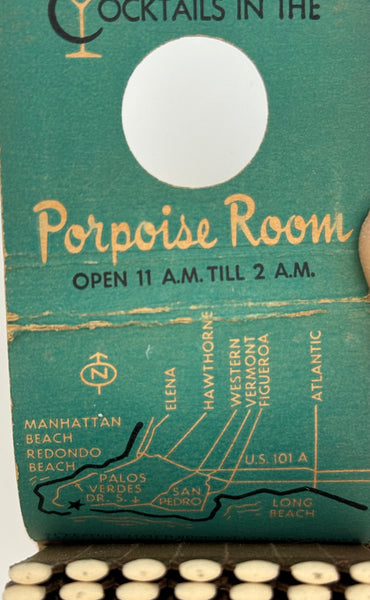 COCKTAILS IN THE
Porpoise Room
OPEN 11 A.M. TILL 2 A.M.
N
ELENA
HAWTHORNE
WESTERN
VERMONT
FIGUEROA
ATLANTIC
MANHATTAN
BEACH
REDONDO
BEACH
U.S. 101 A
PALOS
VERDES
DR. S.
SAN
PEDRO
LONG
BEACH